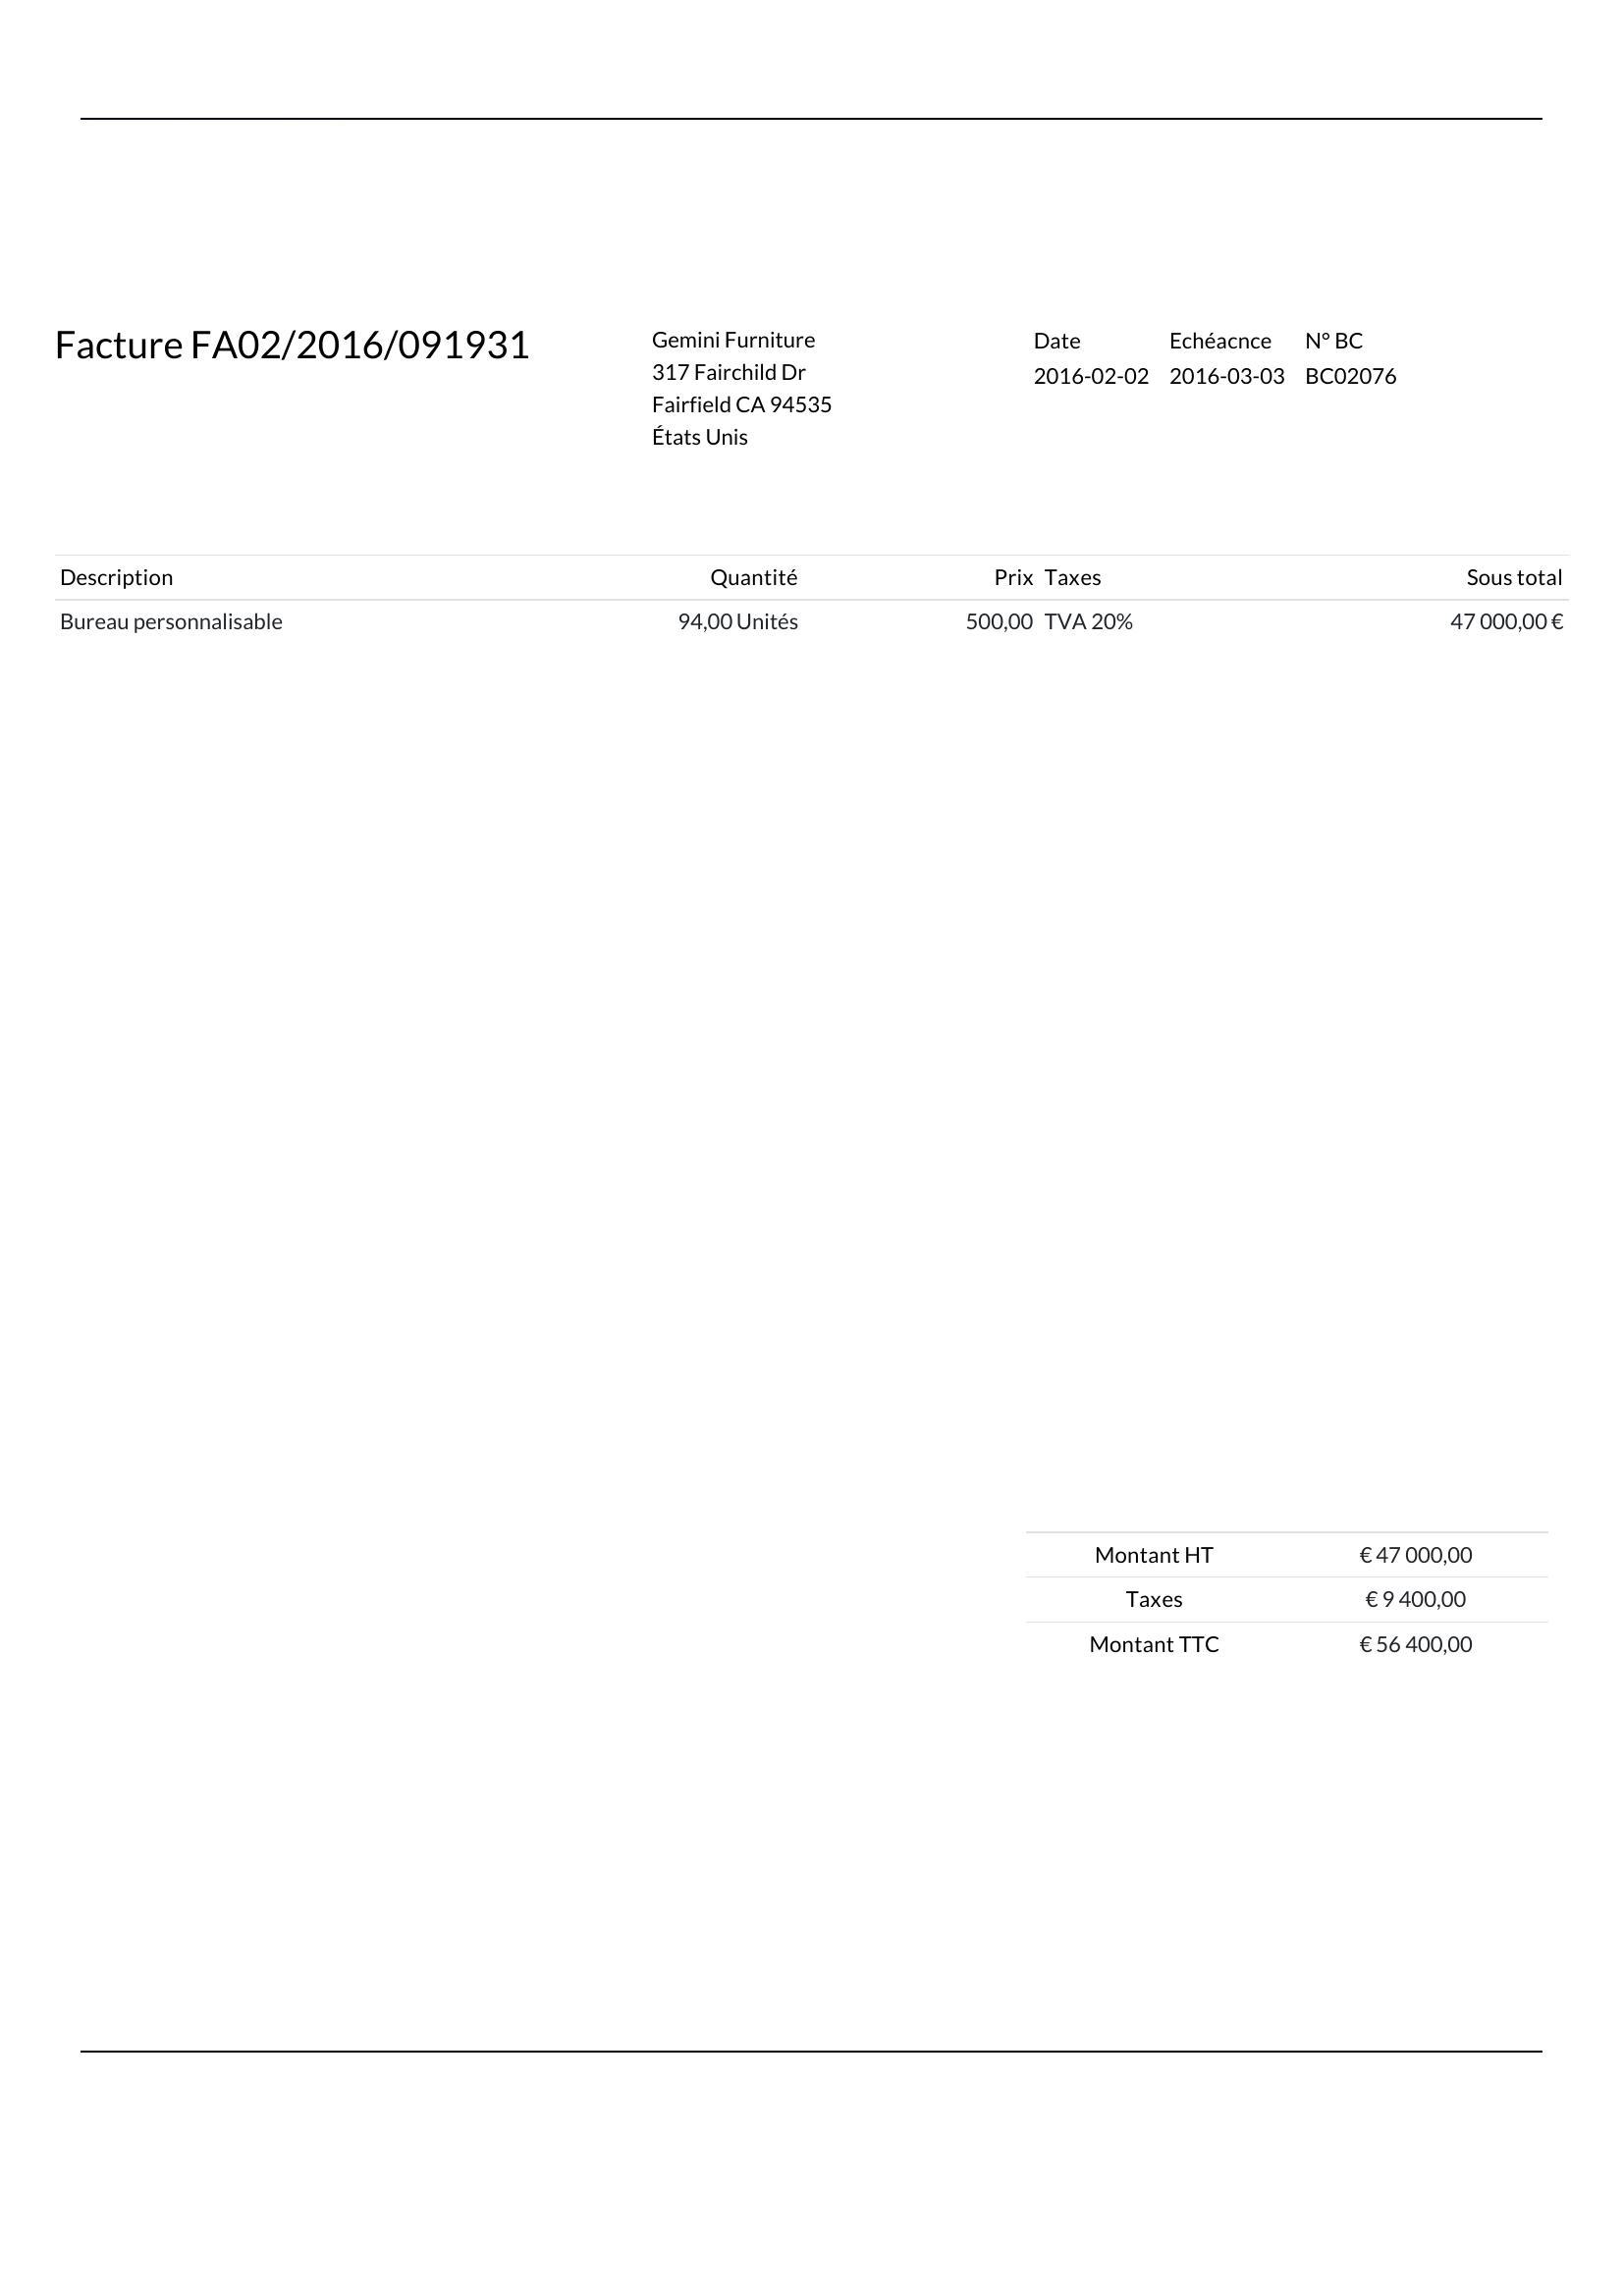 Facture FA02/2016/091931
Gemini Furniture
317 Fairchild Dr
Fairfield CA 94535
États Unis
Date Echéacnce N° BC
2016-02-02 2016-03-03 BC02076
Description Quantité Prix Taxes Sous total
Bureau personnalisable 94,00 Unités 500,00 TVA 20% 47 000,00 €
Montant HT € 47 000,00
Taxes € 9 400,00
Montant TTC € 56 400,00